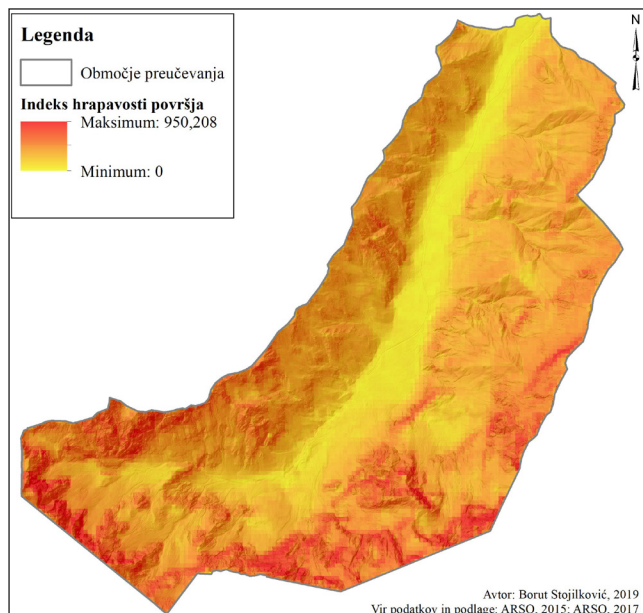 Legenda
Območje preučevanja
Indeks hrapavosti površja
Maksimum: 950,208
Minimum: 0
N
Avtor: Borut Stojilković, 2019
Vir podatkov in podlage: ARSO, 2015; ARSO, 2017